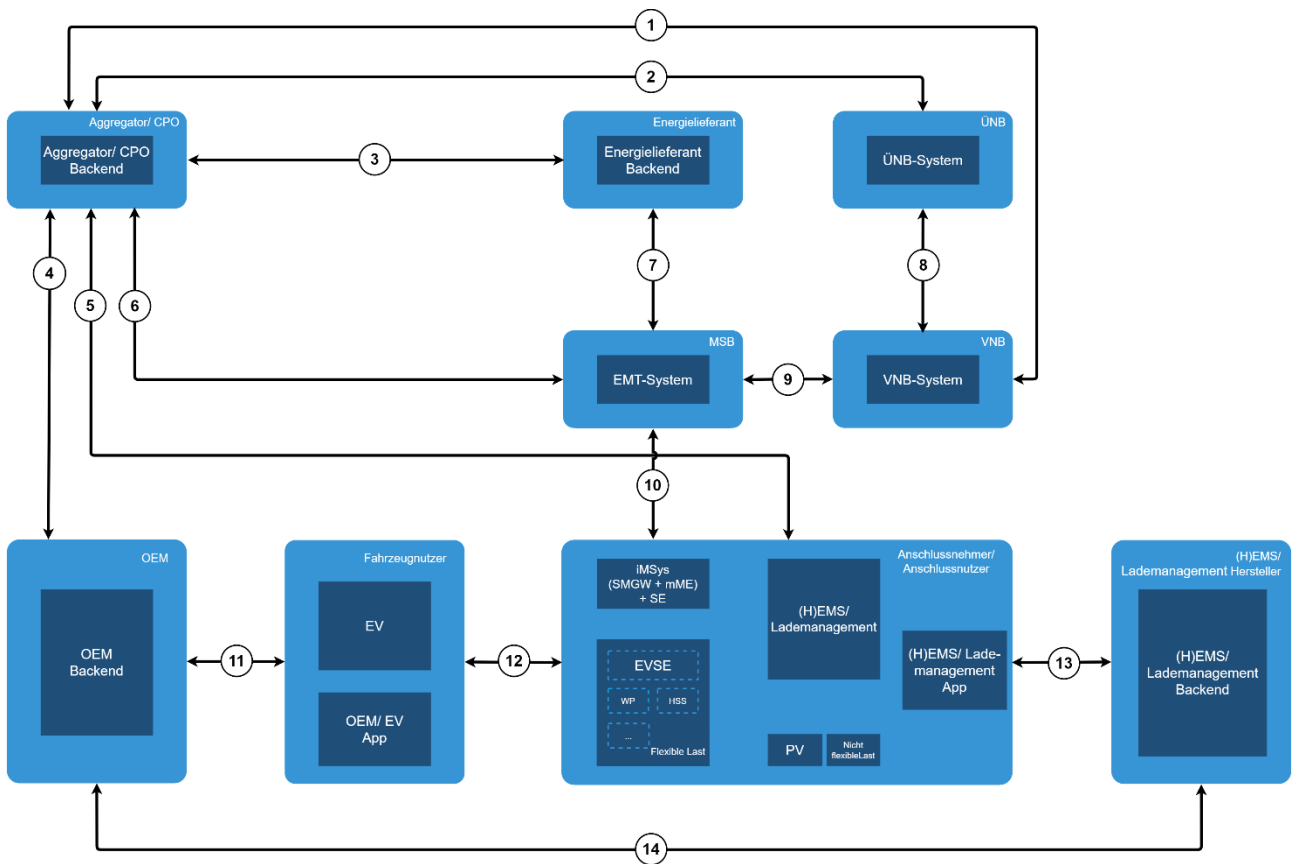 1
2
Aggregator/ CPO
Aggregator/ CPO
Backend
3
Energielieferant
Energielieferant
Backend
ÜNB
ÜNB-System
4
5
6
7
8
MSB
EMT-System
9
VNB
VNB-System
10
OEM
OEM
Backend
11
Fahrzeugnutzer
EV
OEM/ EV
App
12
Anschlussnehmer/
Anschlussnutzer
iMSys
(SMGW + mME)
+ SE
EVSE
WP
HSS
...
Flexible Last
(H)EMS/
Lademanagement
(H)EMS/ Lade-
management
App
PV
Nicht
flexibleLast
13
(H)EMS/
Lademanagement Hersteller
(H)EMS/
Lademanagement
Backend
14